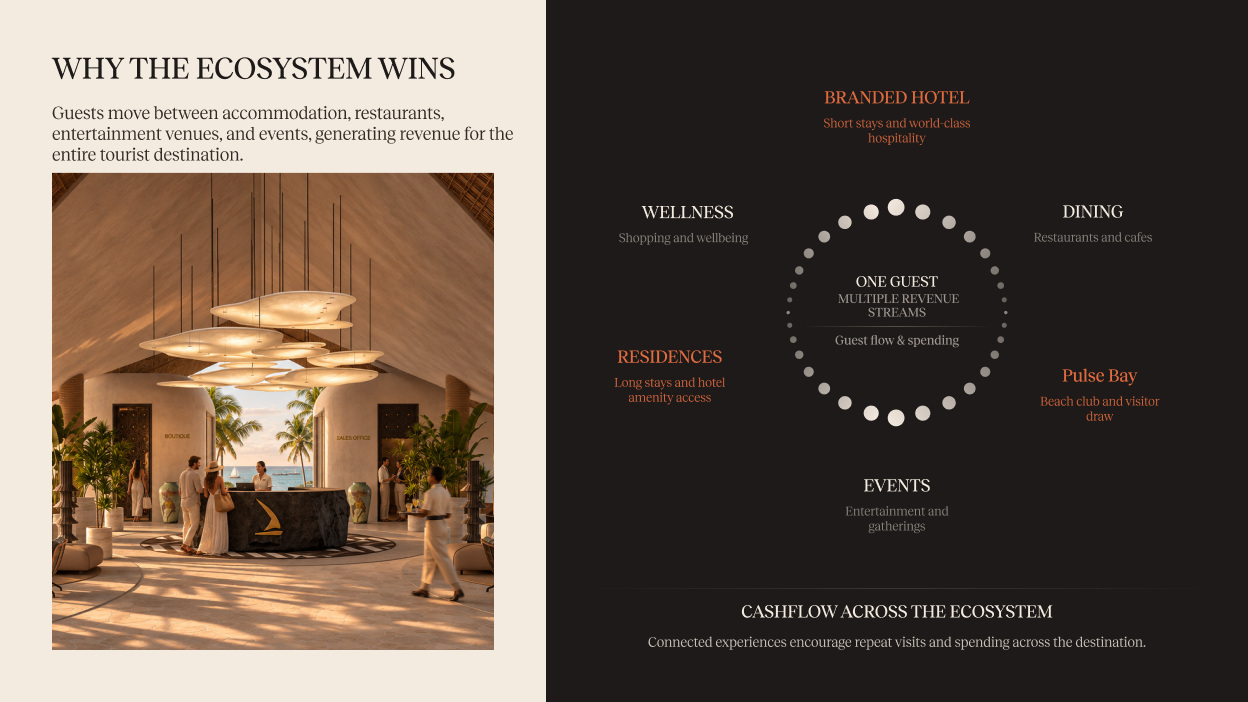 WHY THE ECOSYSTEM WINS
Guests move between accommodation, restaurants,
entertainment venues, and events, generating revenue for the
entire tourist destination.
BOUTIQUE
SALES OFFICE
BRANDED HOTEL
Short stays and world-class
hospitality
WELLNESS
Shopping and wellbeing
DINING
Restaurants and cafes
ONE GUEST
MULTIPLE REVENUE
STREAMS
Guest flow & spending
RESIDENCES
Long stays and hotel
amenity access
Pulse Bay
Beach club and visitor
draw
EVENTS
Entertainment and
gatherings
CASHFLOW ACROSS THE ECOSYSTEM
Connected experiences encourage repeat visits and spending across the destination.